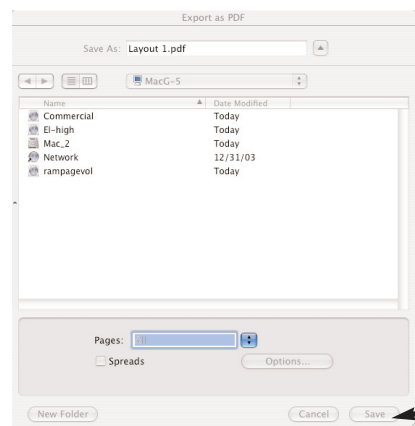 Export as PDF
Save As: Layout 1.pdf
MacG-5
Name Date Modified
Commercial Today
El-high Today
Mac_2 Today
Network 12/31/03
rampagevol Today
Pages: all
Spreads Options...
New Folder Cancel Save